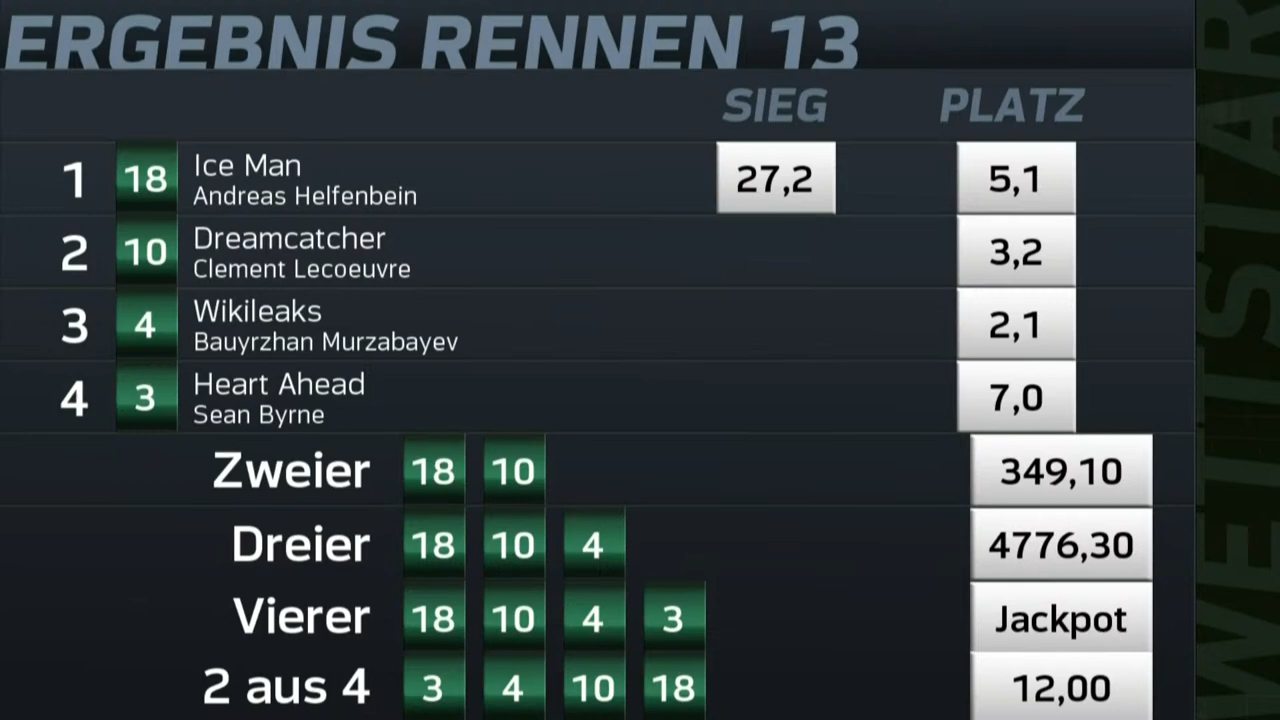 ERGEBNIS RENNEN 13
SIEG PLATZ
1 18 Ice Man 27,2 5,1
Andreas Helfenbein
2 10 Dreamcatcher 3,2
Clement Lecoeuvre
3 4 Wikileaks 2,1
Bauyrzhan Murzabayev
4 3 Heart Ahead 7,0
Sean Byrne
Zweier 18 10 349,10
Dreier 18 10 4 4776,30
Vierer 18 10 4 3 Jackpot
2 aus 4 3 4 10 18 12,00